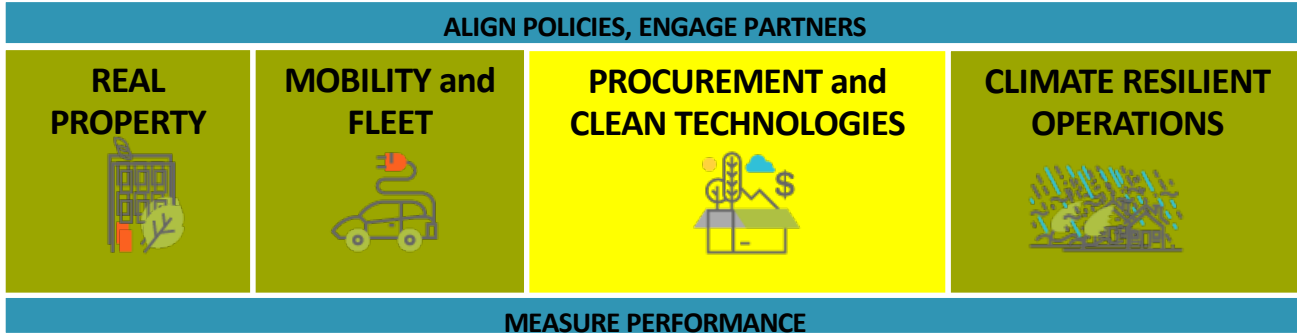 ALIGN POLICIES, ENGAGE PARTNERS
REAL
PROPERTY
MOBILITY and
FLEET
PROCUREMENT and
CLEAN TECHNOLOGIES
$
CLIMATE RESILIENT
OPERATIONS
MEASURE PERFORMANCE